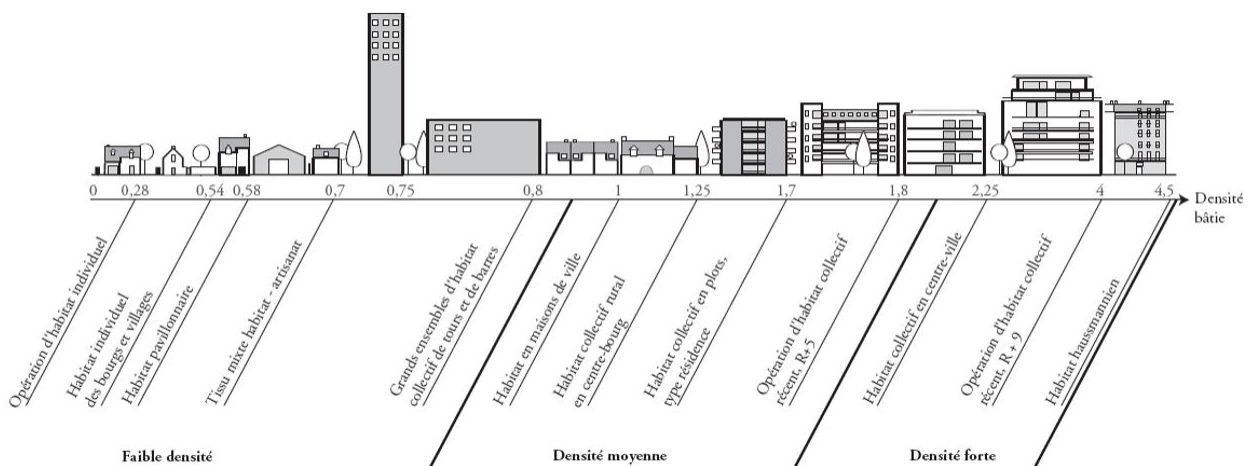 0
0,28
0,54
0,58
0,7
0,75
0,8
1
1,25
1,7
1,8
2,25
4
4,5
Densité
bâtie
Opération d'habitat individuel
Habitat individuel
des bourgs et villages
Habitat pavillonnaire
Tissu mixte habitat - artisanat
Grands ensembles d'habitat
collectif de tours et de barres
Habitat en maisons de ville
Habitat collectif rural
en centre-bourg
Habitat collectif en plots,
type résidence
Opération d'habitat collectif
récent, R+5
Habitat collectif en centre-ville
Opération d'habitat collectif
récent, R + 9
Habitat haussmannien
Faible densité
Densité moyenne
Densité forte